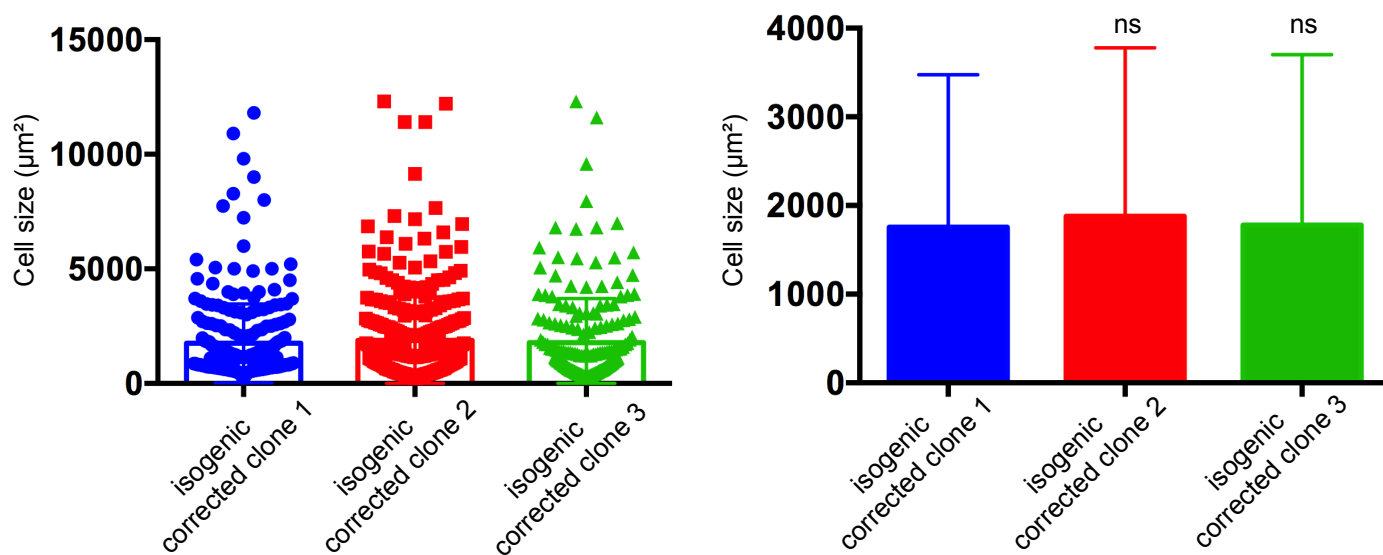 15000
10000
5000
0
Cell size (µm²)
isogenic
corrected clone 1
isogenic
corrected clone 2
isogenic
corrected clone 3
ns
ns
4000
3000
2000
1000
0
Cell size (µm²)
isogenic
corrected clone 1
isogenic
corrected clone 2
isogenic
corrected clone 3